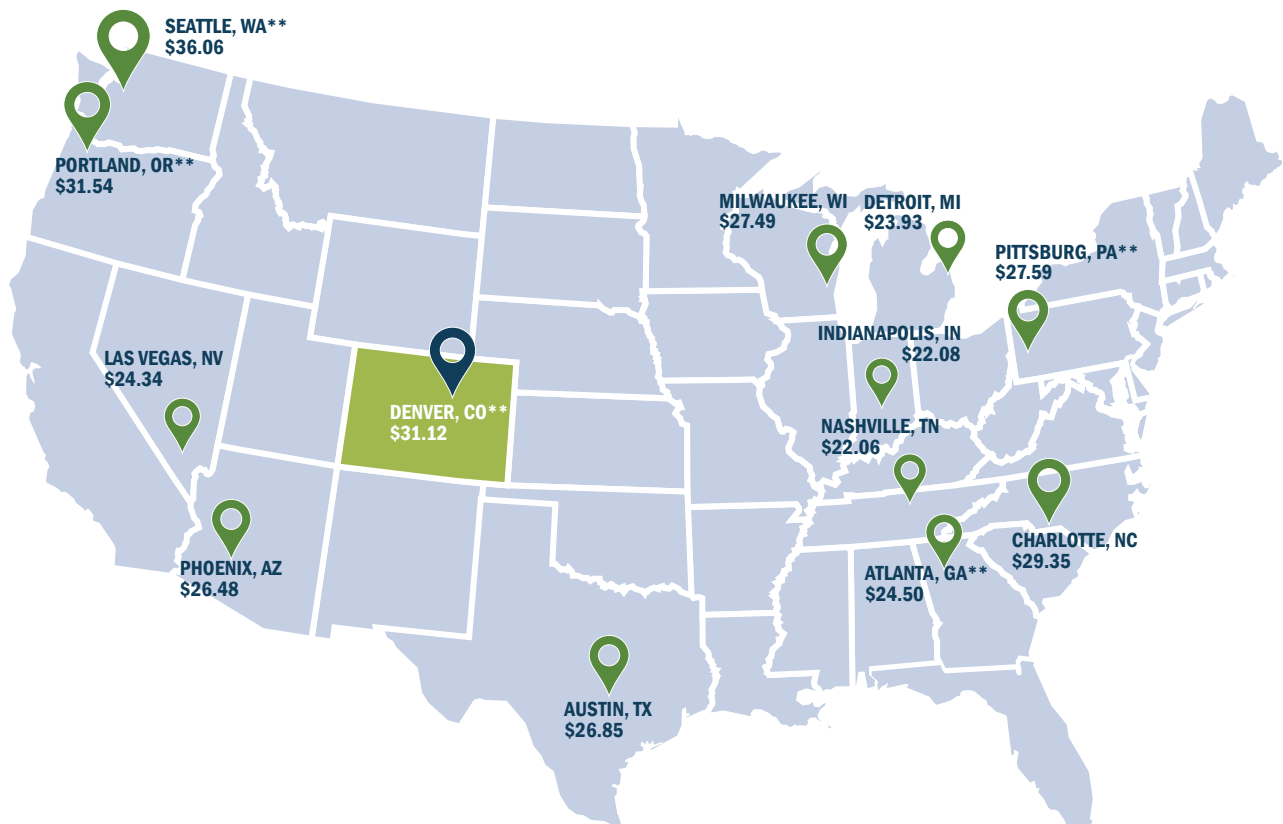 SEATTLE, WA**
$36.06
PORTLAND, OR**
$31.54
MILWAUKEE, WI
$27.49
DETROIT, MI
$23.93
PITTSBURG, PA**
$27.59
INDIANAPOLIS, IN
$22.08
LAS VEGAS, NV
$24.34
DENVER, CO**
$31.12
NASHVILLE, TN
$22.06
CHARLOTTE, NC
$29.35
PHOENIX, AZ
$26.48
ATLANTA, GA**
$24.50
AUSTIN, TX
$26.85